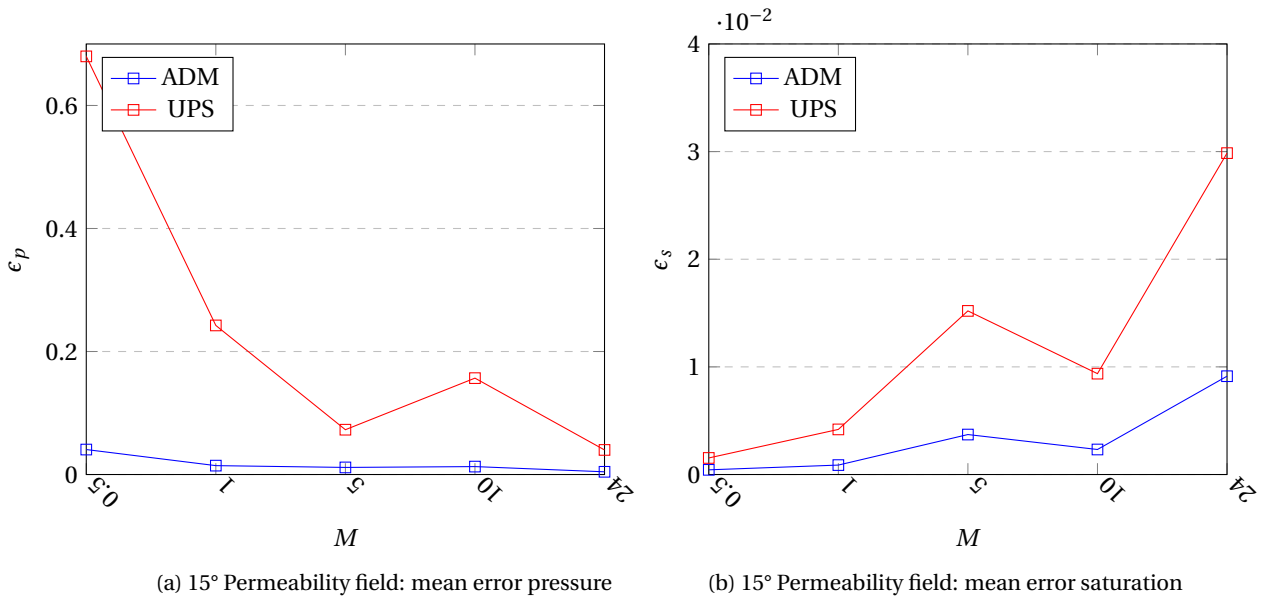 0.6
0.4
0.2
0
ϵp
ADM
UPS
0.5
1
5
10
24
M
(a) 15° Permeability field: mean error pressure
·10−2
4
3
2
1
0
ϵs
ADM
UPS
0.5
1
5
10
24
M
(b) 15° Permeability field: mean error saturation